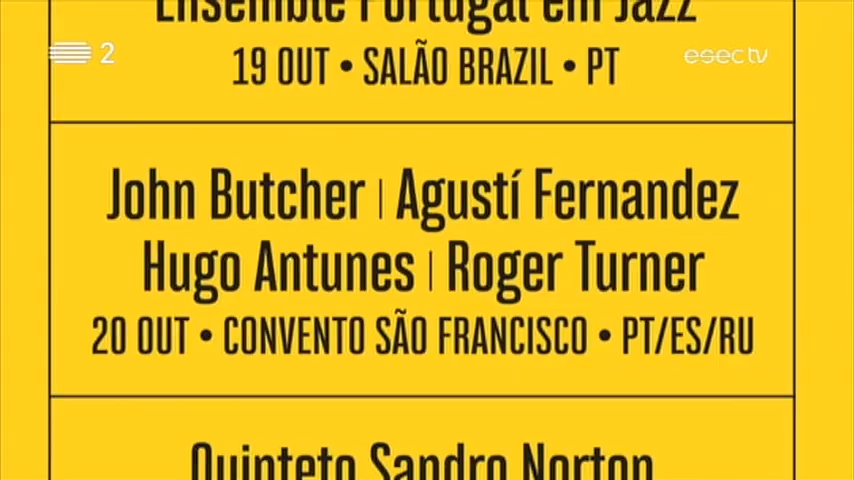 Ensemble Portugal em Jazz
2
esectv
19 OUT • SALÃO BRAZIL • PT
John Butcher | Agustí Fernandez
Hugo Antunes | Roger Turner
20 OUT • CONVENTO SÃO FRANCISCO • PT/ES/RU
Quinteto Sandro Norton